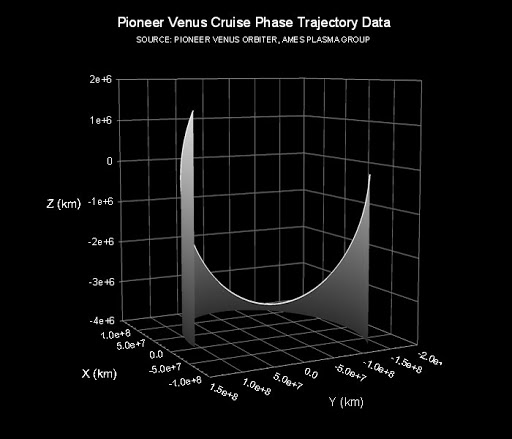 Pioneer Venus Cruise Phase Trajectory Data
SOURCE: PIONEER VENUS ORBITER, AMES PLASMA GROUP
2e+6
1e+6
0
Z (km)
-1e+6
-2e+6
-3e+6
-4e+6
1.0e+8
5.0e+7
0.0
-5.0e+7
-1.0e+8
X (km)
1.5e+8
1.0e+8
5.0e+7
0.0
-5.0e+7
-1.0e+8
-1.5e+8
-2.0e+
Y (km)